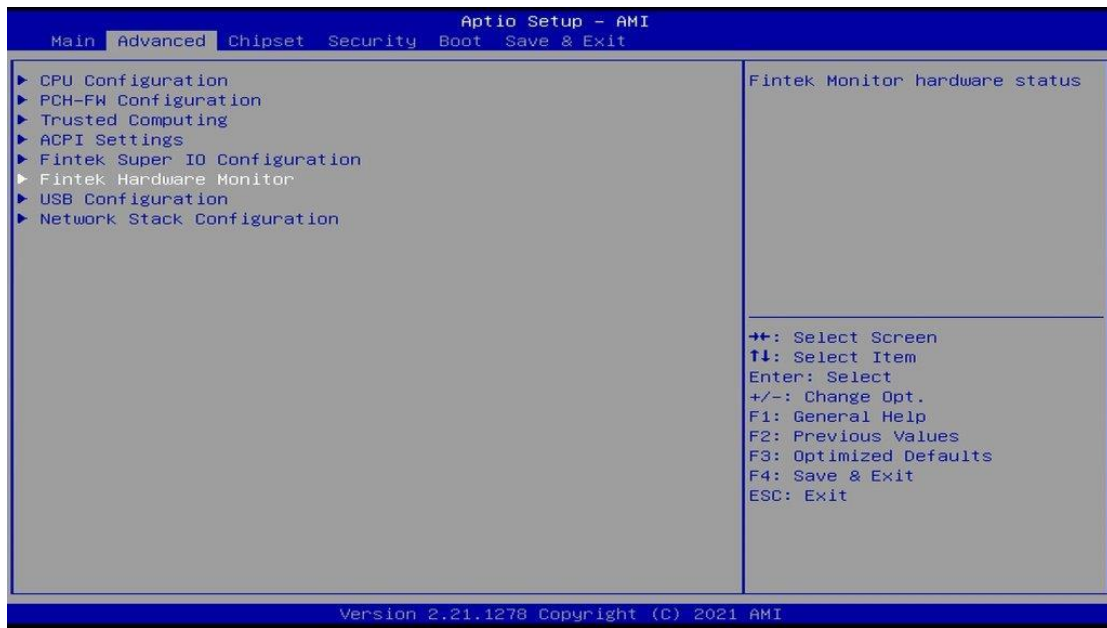 Aptio Setup – AMI
Main Advanced Chipset Security Boot Save & Exit
▶ CPU Configuration
▶ PCH-FW Configuration
▶ Trusted Computing
▶ ACPI Settings
▶ Fintek Super IO Configuration
▶ Fintek Hardware Monitor
▶ USB Configuration
▶ Network Stack Configuration
Fintek Monitor hardware status
→←: Select Screen
↑↓: Select Item
Enter: Select
+/-: Change Opt.
F1: General Help
F2: Previous Values
F3: Optimized Defaults
F4: Save & Exit
ESC: Exit
Version 2.21.1278 Copyright (C) 2021 AMI